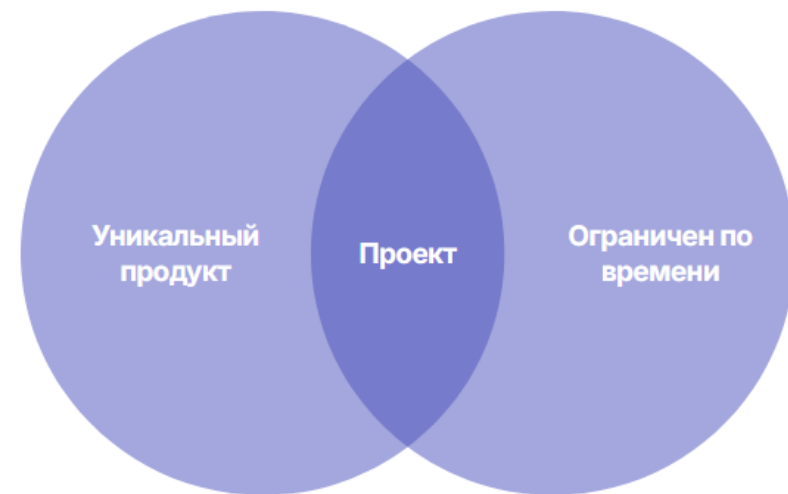 Уникальный
продукт
Проект
Ограничен по
времени